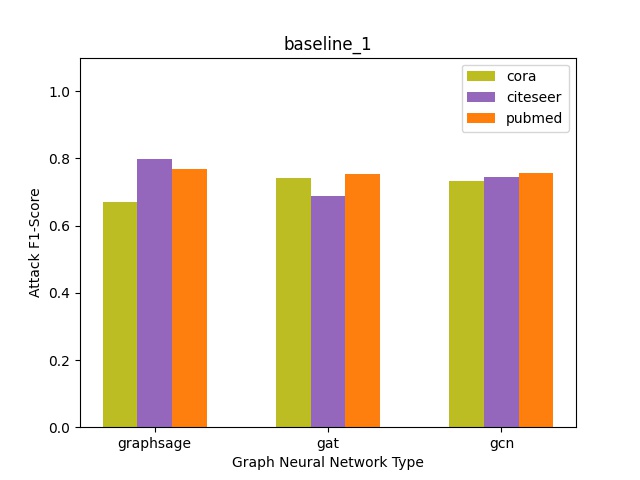 baseline_1
cora
citeseer
pubmed
1.0
0.8
0.6
0.4
0.2
0.0
Attack F1-Score
graphsage
gat
gcn
Graph Neural Network Type